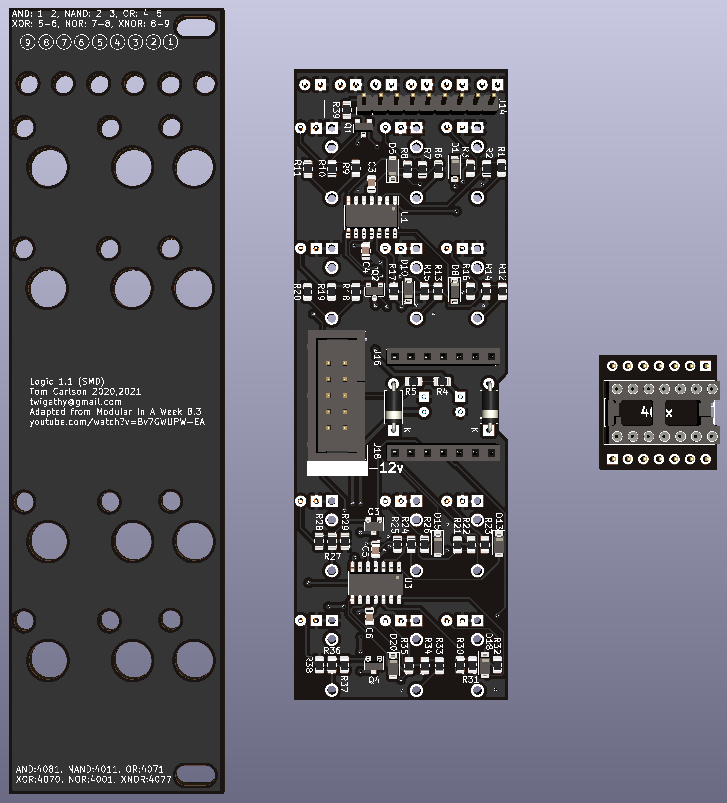 AND: 1-2, NAND: 2-3, OR: 4-5
XOR: 5-6, NOR: 7-8, XNOR: 8-9
9 8 7 6 5 4 3 2 1
Logic 1.1 (SMD)
Tom Carlson 2020,2021
twigathy@gmail.com
Adapted from Modular In A Week 8.3
youtube.com/watch?v=Bv7GWUPW-EA
AND:4081, NAND:4011, OR:4071
XOR:4070, NOR:4001, XNOR:4077
R39
J14
Q1
R11
R10
R9
C3
D5
R8
R7
R6
D1
R3
R2
R1
U1
C4
R20
R19
R18
R17
R15
R13
D8
R16
R14
R12
J15
R5 R4
K
K
-12v
R28
R29
R27
C3
C5
R25
R24
R26
D15
R21
R22
R23
D13
U3
C6
R36
R38
R37
Q4
D20
R35
R34
R33
R30
R31
D18
R32
40 x